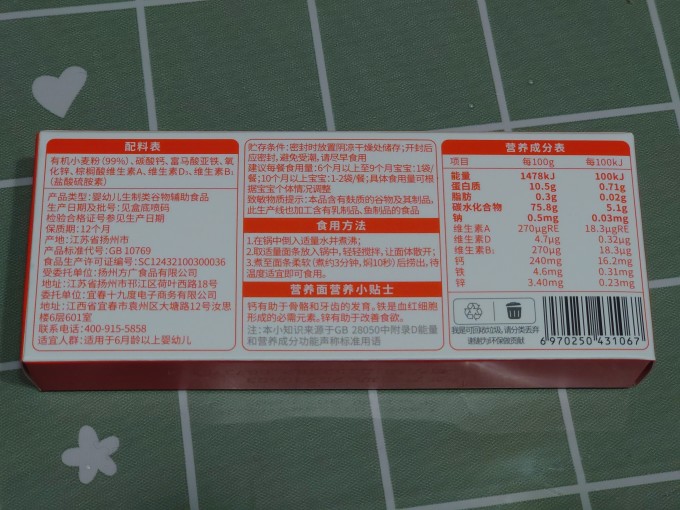 配料表
有机小麦粉(99%)、碳酸钙、富马酸亚铁、氧
化锌、棕榈酸维生素A、维生素D₃、维生素B₁
(盐酸硫胺素)
产品类型:婴幼儿生制类谷物辅助食品
生产日期及批号:见盒底喷码
检验合格证号参见生产日期
保质期:12个月
产地:江苏省扬州市
产品标准代号:GB 10769
食品生产许可证编号:SC12432100300036
受委托单位:扬州方广食品有限公司
地址:江苏省扬州市邗江区荷叶西路18号
委托单位:宜春十九度电子商务有限公司
地址:江西省宜春市袁州区大塘路12号汝思
楼6层601室
联系电话:400-915-5858
适宜人群:适用于6月龄以上婴幼儿
贮存条件:密封时放置阴凉干燥处储存;开封后
应密封,避免受潮,请尽早食用
建议每餐食用量:6个月以上至9个月宝宝:1袋/
餐;10个月以上宝宝:1-2袋/餐;具体食用量可根
据宝宝个体情况调整
致敏物质提示:本品含有麸质的谷物及其制品,
此生产线也加工含有乳制品、鱼制品的食品
食用方法
1.在锅中倒入适量水并煮沸;
2.取适量面条放入锅中,轻轻搅拌,让面体散开;
3.煮至面条柔软(煮约3分钟,焖10秒)后捞出,待
温度适宜即可食用。
营养面营养小贴士
钙有助于骨骼和牙齿的发育。铁是血红细胞
形成的必需元素。锌有助于改善食欲。
注:本小知识来源于GB 28050中附录D能量
和营养成分功能声称标准用语
营养成分表
项目 每100g 每100kJ
能量 1478kJ 100kJ
蛋白质 10.5g 0.71g
脂肪 0.3g 0.02g
碳水化合物 75.8g 5.1g
钠 0.5mg 0.03mg
维生素A 270μgRE 18.3μgRE
维生素D 4.7μg 0.32μg
维生素B₁ 270μg 18.3μg
钙 240mg 16.2mg
铁 4.6mg 0.31mg
锌 3.40mg 0.23mg
我是可回收垃圾,请分类丢弃
谢谢为环保做贡献
6 970250 431067